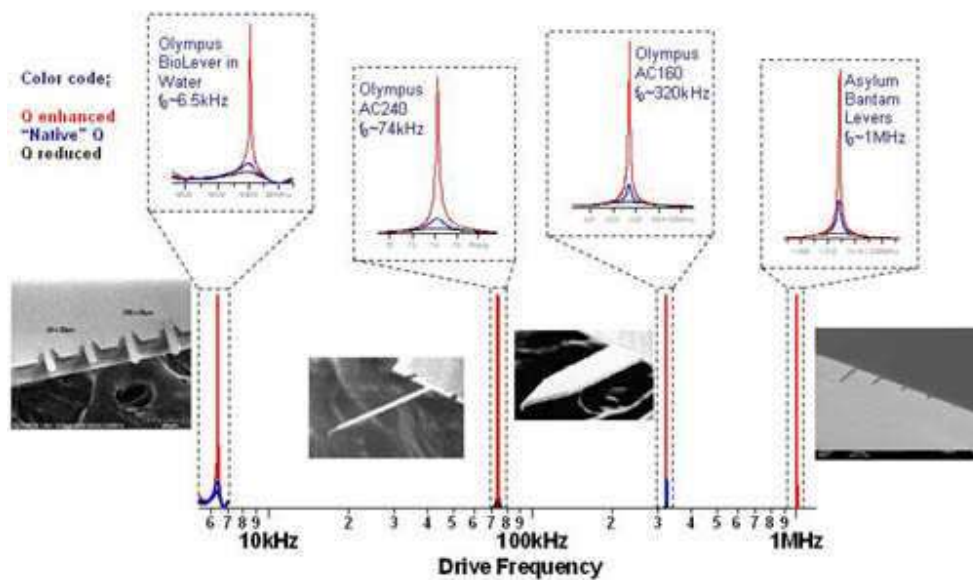 Color code;
Q enhanced
"Native" Q
Q reduced
Olympus
BioLever in
Water
f₀~6.5kHz
Olympus
AC240
f₀~74kHz
Olympus
AC160
f₀~320kHz
Asylum
Bantam
Levers
f₀~1MHz
6 7 8 9 2 3 4 5 6 7 8 9 2 3 4 5 6 7 8 9
10kHz 100kHz 1MHz
Drive Frequency